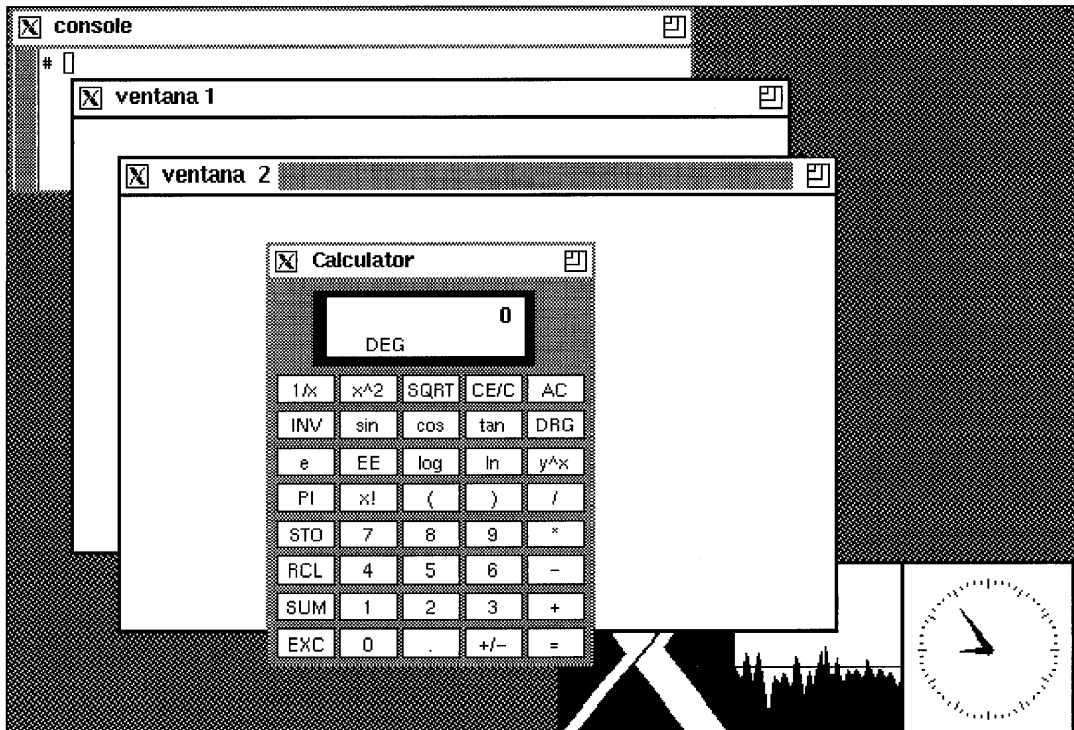 console
# 
ventana 1
ventana 2
Calculator
0
DEG
1/x x^2 SQRT CE/C AC
INV sin cos tan DRG
e EE log ln y^x
PI x! ( ) /
STO 7 8 9 *
RCL 4 5 6 -
SUM 1 2 3 +
EXC 0 . +/- =